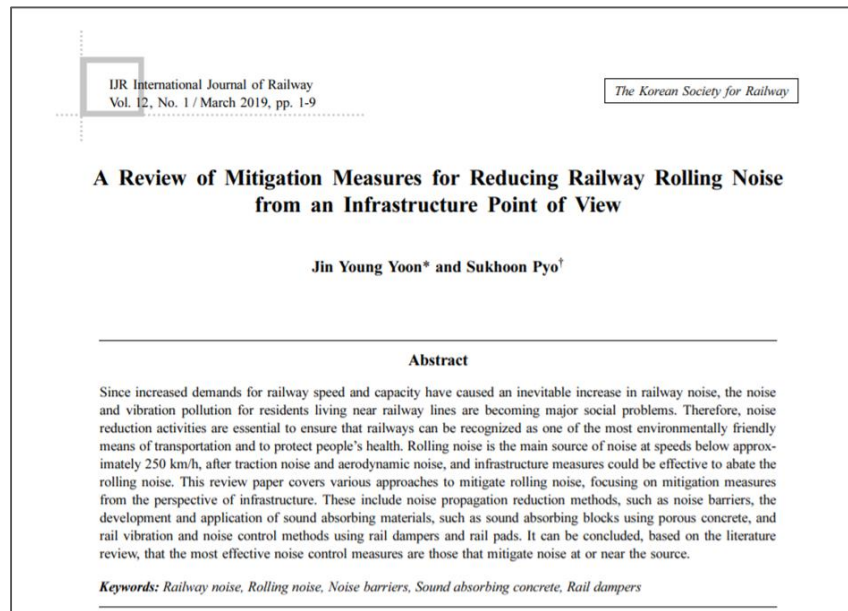 IJR International Journal of Railway
Vol. 12, No. 1 / March 2019, pp. 1-9
The Korean Society for Railway
A Review of Mitigation Measures for Reducing Railway Rolling Noise
from an Infrastructure Point of View
Jin Young Yoon* and Sukhoon Pyo†
Abstract
Since increased demands for railway speed and capacity have caused an inevitable increase in railway noise, the noise
and vibration pollution for residents living near railway lines are becoming major social problems. Therefore, noise
reduction activities are essential to ensure that railways can be recognized as one of the most environmentally friendly
means of transportation and to protect people's health. Rolling noise is the main source of noise at speeds below approx-
imately 250 km/h, after traction noise and aerodynamic noise, and infrastructure measures could be effective to abate the
rolling noise. This review paper covers various approaches to mitigate rolling noise, focusing on mitigation measures
from the perspective of infrastructure. These include noise propagation reduction methods, such as noise barriers, the
development and application of sound absorbing materials, such as sound absorbing blocks using porous concrete, and
rail vibration and noise control methods using rail dampers and rail pads. It can be concluded, based on the literature
review, that the most effective noise control measures are those that mitigate noise at or near the source.
Keywords: Railway noise, Rolling noise, Noise barriers, Sound absorbing concrete, Rail dampers